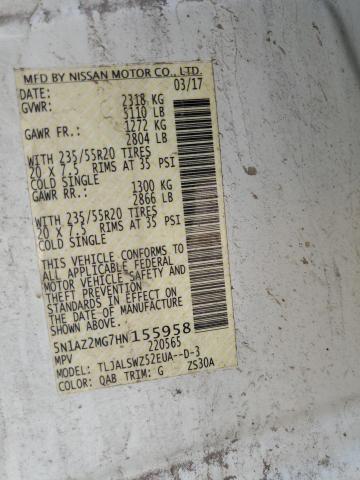 MFD BY NISSAN MOTOR CO., LTD.
DATE: 03/17
GVWR: 2318 KG
5110 LB
GAWR FR.: 1272 KG
2804 LB
WITH 235/55R20 TIRES
20 X 7.5 RIMS AT 35 PSI
COLD SINGLE
GAWR RR.: 1300 KG
2866 LB
WITH 235/55R20 TIRES
20 X 7.5 RIMS AT 35 PSI
COLD SINGLE
THIS VEHICLE CONFORMS TO
ALL APPLICABLE FEDERAL
MOTOR VEHICLE SAFETY AND
THEFT PREVENTION
STANDARDS IN EFFECT ON
THE DATE OF MANUFACTURE
SHOWN ABOVE.
5N1AZ2MG7HN155958
MPV 220565
MODEL: TLJALSWZ52EUA--D-3
COLOR: QAB TRIM: G ZS30A